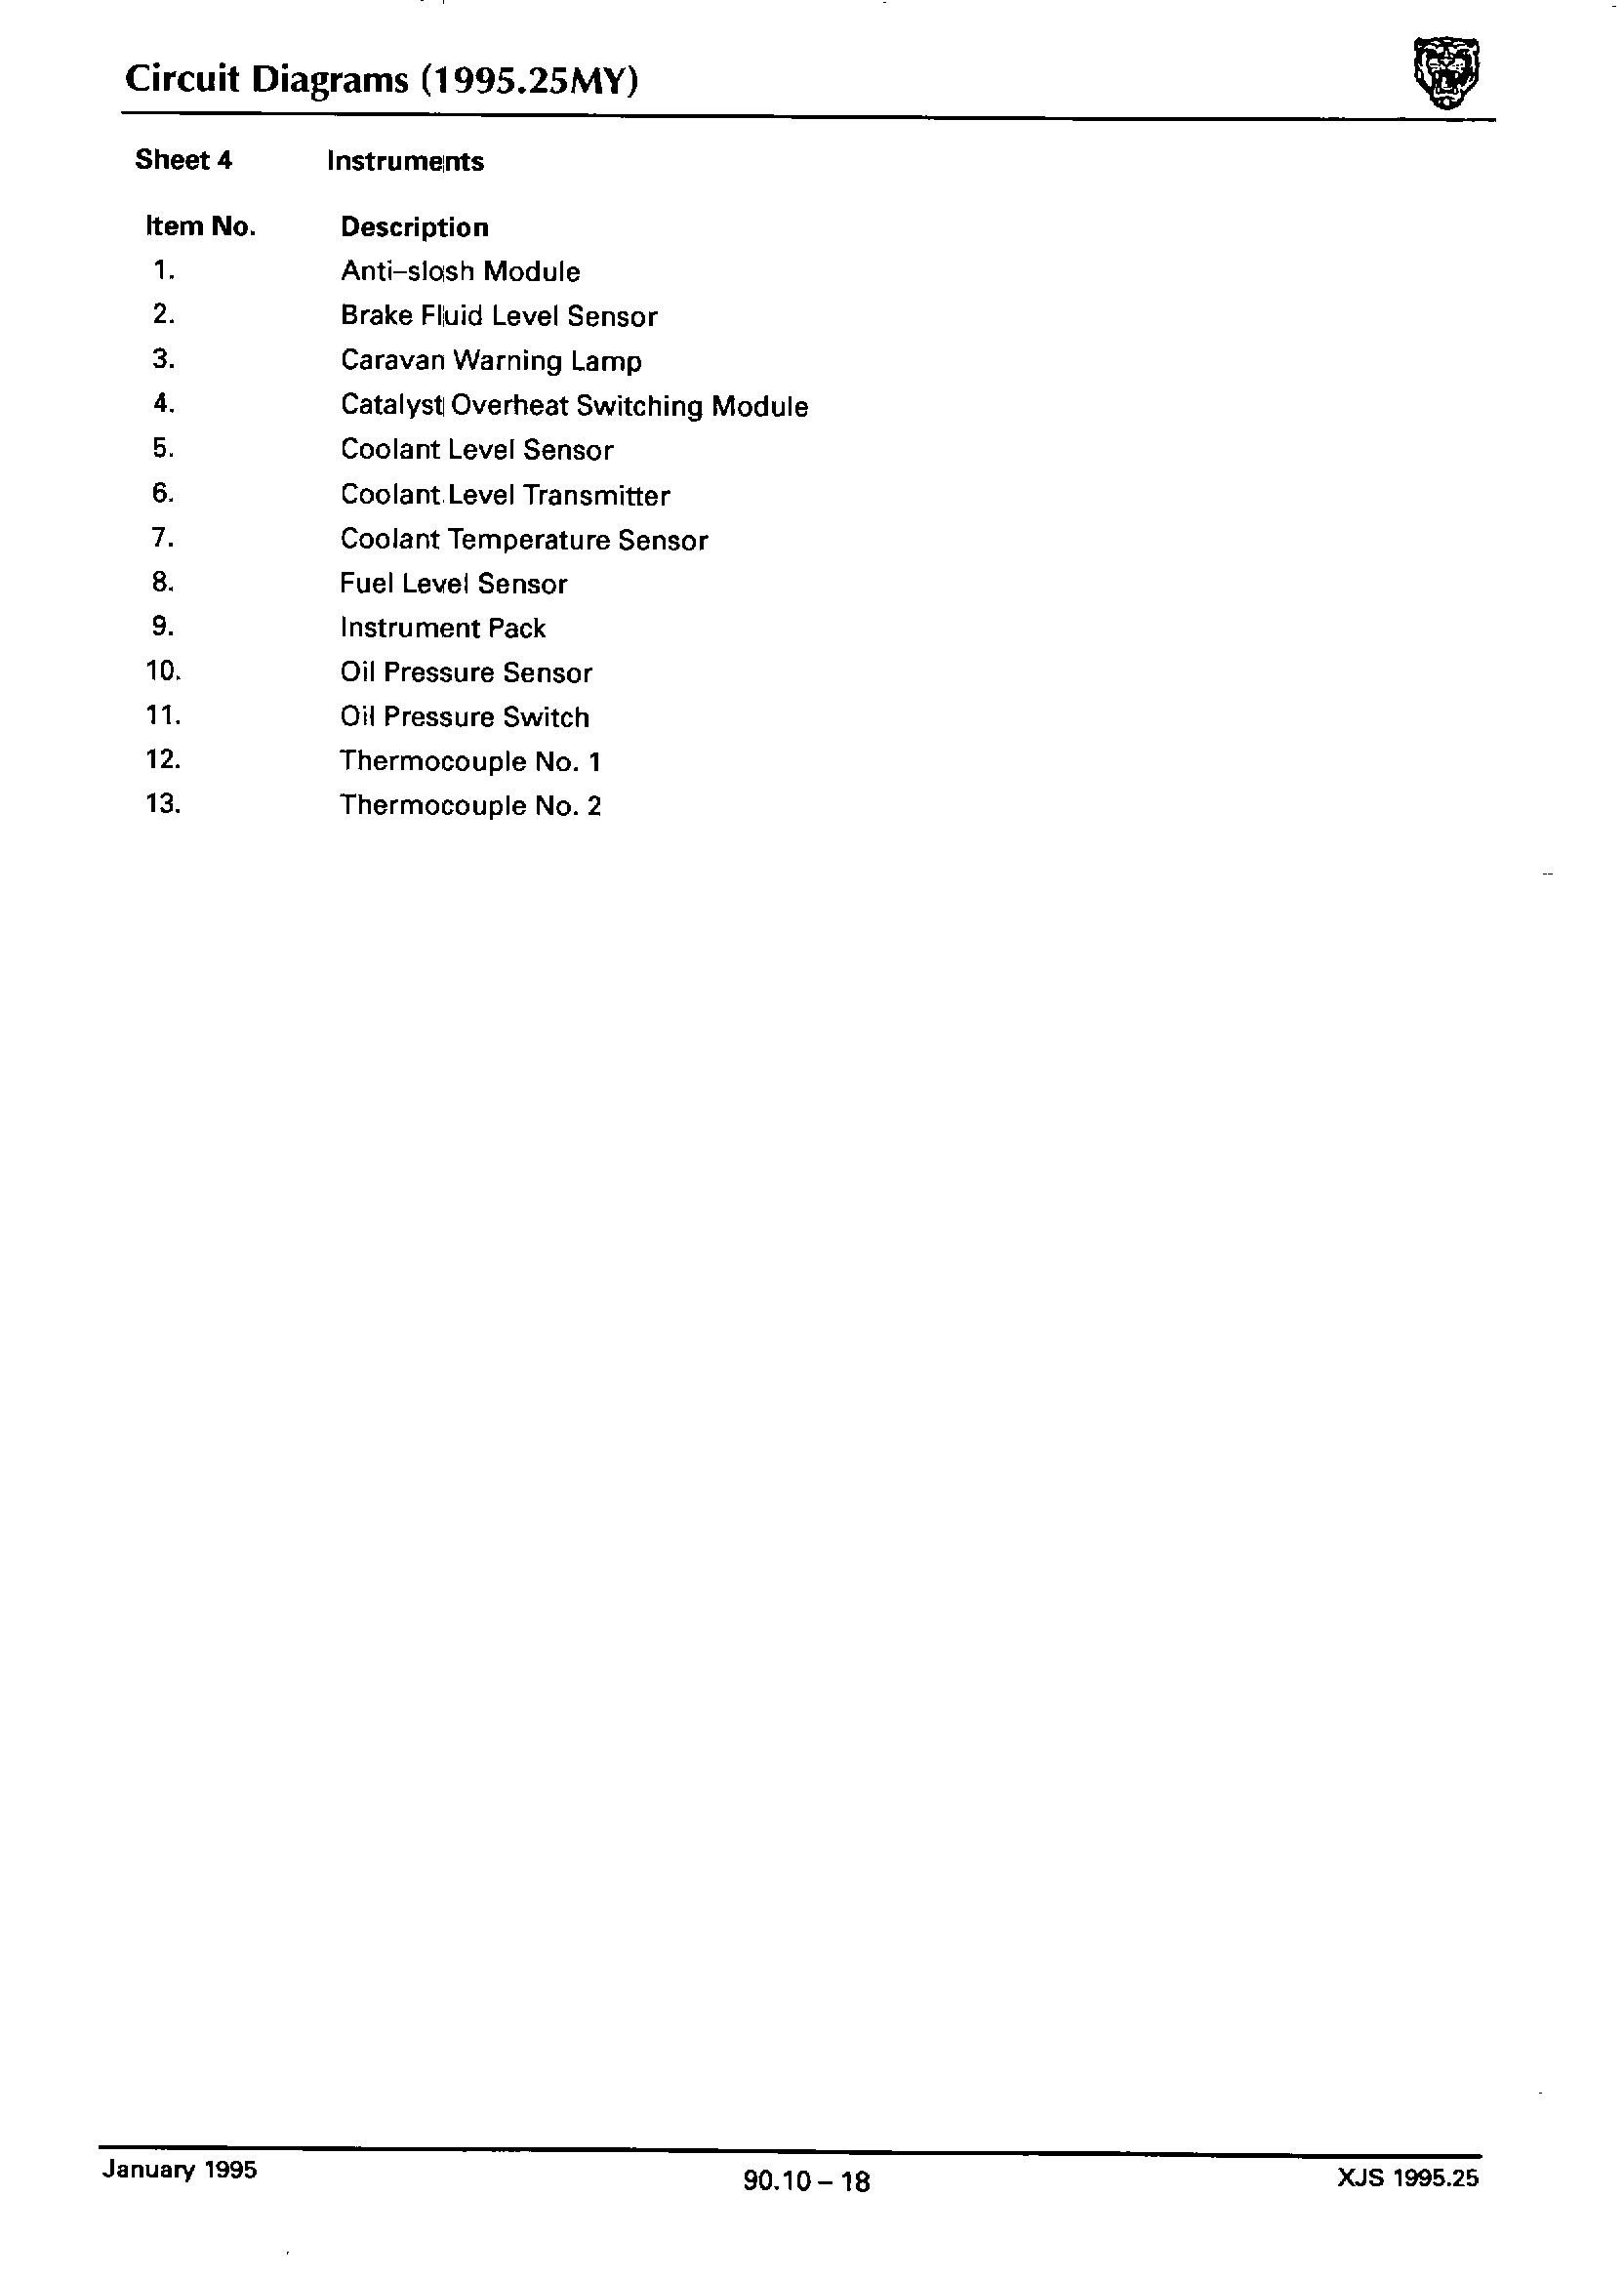 Circuit Diagrams (1995.25MY)
Sheet 4 Instruments
Item No. Description
1. Anti–slosh Module
2. Brake Fluid Level Sensor
3. Caravan Warning Lamp
4. Catalyst Overheat Switching Module
5. Coolant Level Sensor
6. Coolant Level Transmitter
7. Coolant Temperature Sensor
8. Fuel Level Sensor
9. Instrument Pack
10. Oil Pressure Sensor
11. Oil Pressure Switch
12. Thermocouple No. 1
13. Thermocouple No. 2
January 1995 90.10 – 18 XJS 1995.25